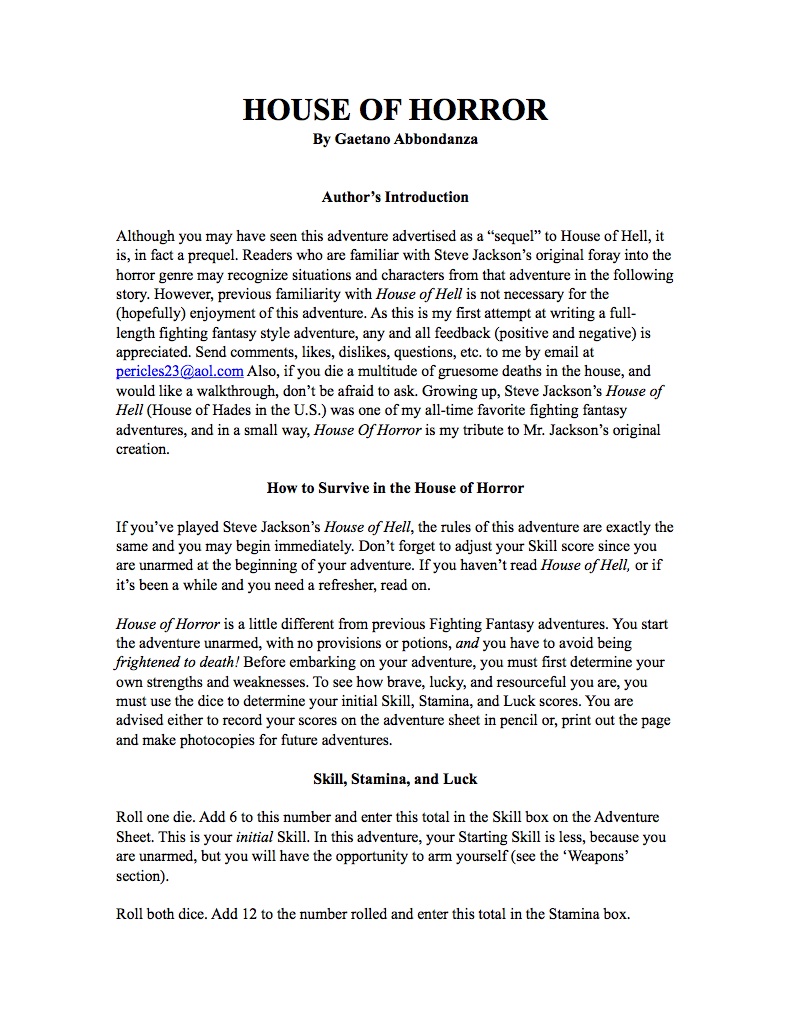 HOUSE OF HORROR
By Gaetano Abbondanza
Author’s Introduction
Although you may have seen this adventure advertised as a “sequel” to House of Hell, it
is, in fact a prequel. Readers who are familiar with Steve Jackson’s original foray into the
horror genre may recognize situations and characters from that adventure in the following
story. However, previous familiarity with House of Hell is not necessary for the
(hopefully) enjoyment of this adventure. As this is my first attempt at writing a full-
length fighting fantasy style adventure, any and all feedback (positive and negative) is
appreciated. Send comments, likes, dislikes, questions, etc. to me by email at
pericles23@aol.com Also, if you die a multitude of gruesome deaths in the house, and
would like a walkthrough, don’t be afraid to ask. Growing up, Steve Jackson’s House of
Hell (House of Hades in the U.S.) was one of my all-time favorite fighting fantasy
adventures, and in a small way, House Of Horror is my tribute to Mr. Jackson’s original
creation.
How to Survive in the House of Horror
If you’ve played Steve Jackson’s House of Hell, the rules of this adventure are exactly the
same and you may begin immediately. Don’t forget to adjust your Skill score since you
are unarmed at the beginning of your adventure. If you haven’t read House of Hell, or if
it’s been a while and you need a refresher, read on.
House of Horror is a little different from previous Fighting Fantasy adventures. You start
the adventure unarmed, with no provisions or potions, and you have to avoid being
frightened to death! Before embarking on your adventure, you must first determine your
own strengths and weaknesses. To see how brave, lucky, and resourceful you are, you
must use the dice to determine your initial Skill, Stamina, and Luck scores. You are
advised either to record your scores on the adventure sheet in pencil or, print out the page
and make photocopies for future adventures.
Skill, Stamina, and Luck
Roll one die. Add 6 to this number and enter this total in the Skill box on the Adventure
Sheet. This is your initial Skill. In this adventure, your Starting Skill is less, because you
are unarmed, but you will have the opportunity to arm yourself (see the ‘Weapons’
section).
Roll both dice. Add 12 to the number rolled and enter this total in the Stamina box.